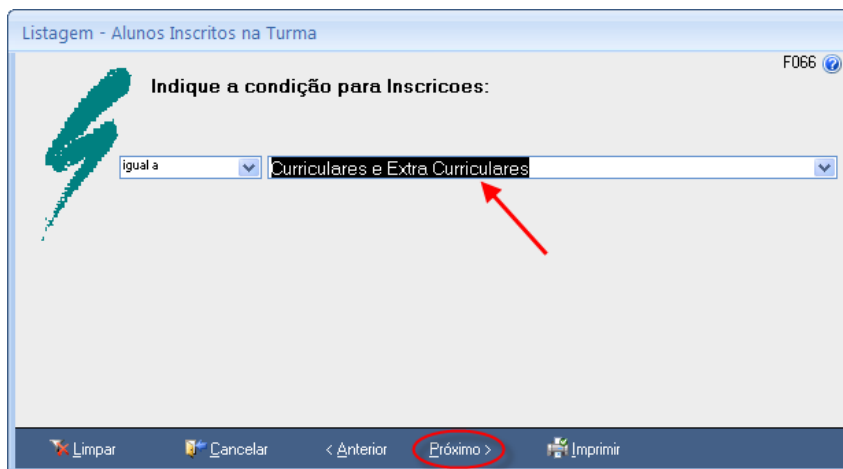 Listagem - Alunos Inscritos na Turma
F066
Indique a condição para Inscricoes:
igual a Curriculares e Extra Curriculares
Limpar Cancelar < Anterior Próximo > Imprimir